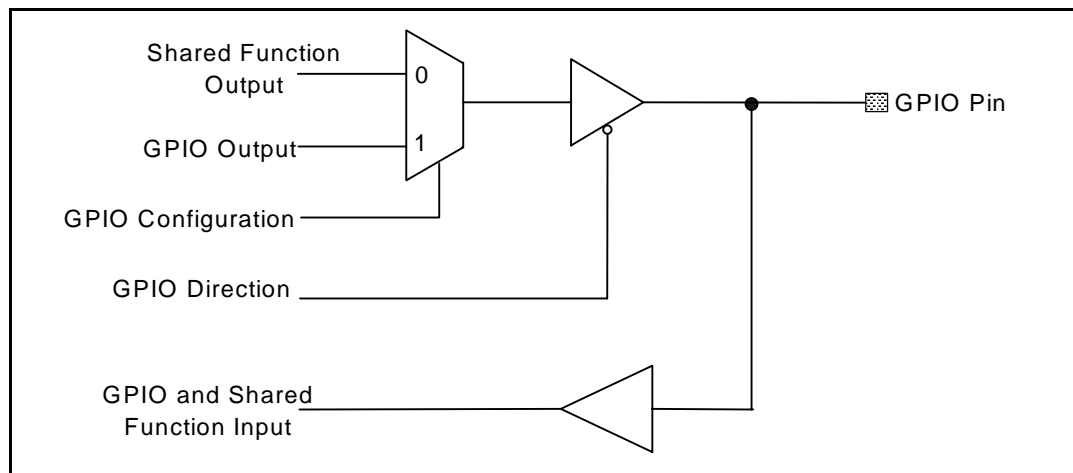 Shared Function
Output
0
GPIO Pin
GPIO Output
1
GPIO Configuration
GPIO Direction
GPIO and Shared
Function Input